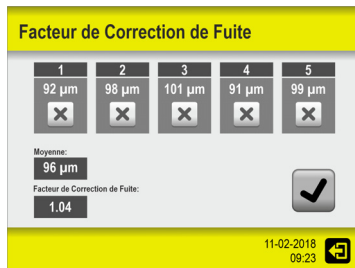 Facteur de Correction de Fuite
1 2 3 4 5
92 µm 98 µm 101 µm 91 µm 99 µm
Moyenne:
96 µm
Facteur de Correction de Fuite:
1.04
11-02-2018
09:23